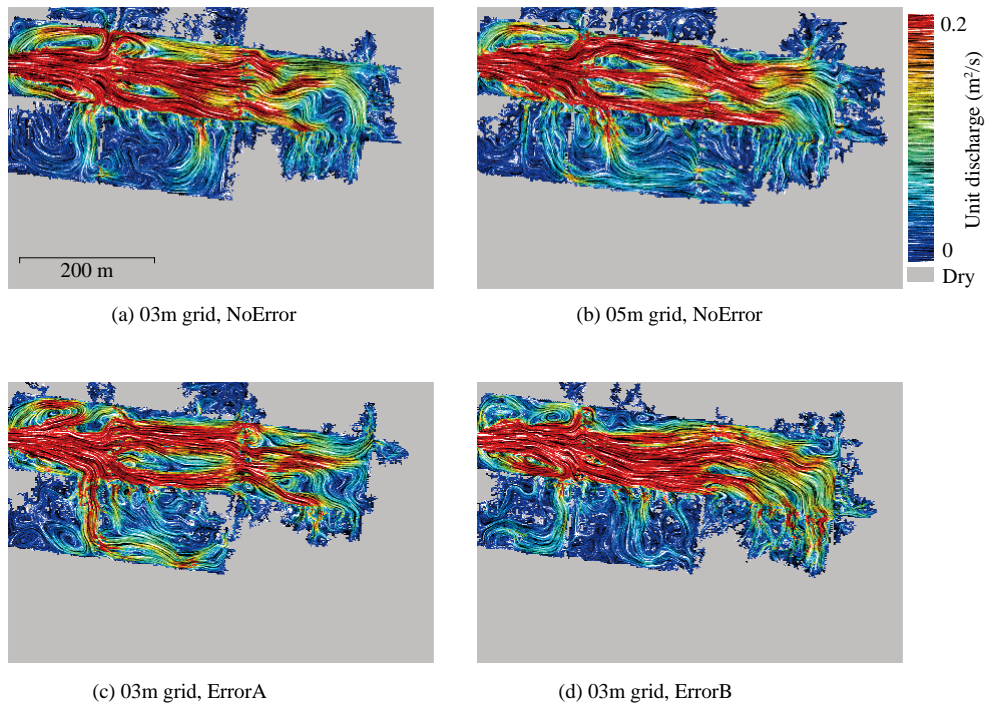 0.2
Unit discharge (m²/s)
0
Dry
200 m
(a) 03m grid, NoError
(b) 05m grid, NoError
(c) 03m grid, ErrorA
(d) 03m grid, ErrorB